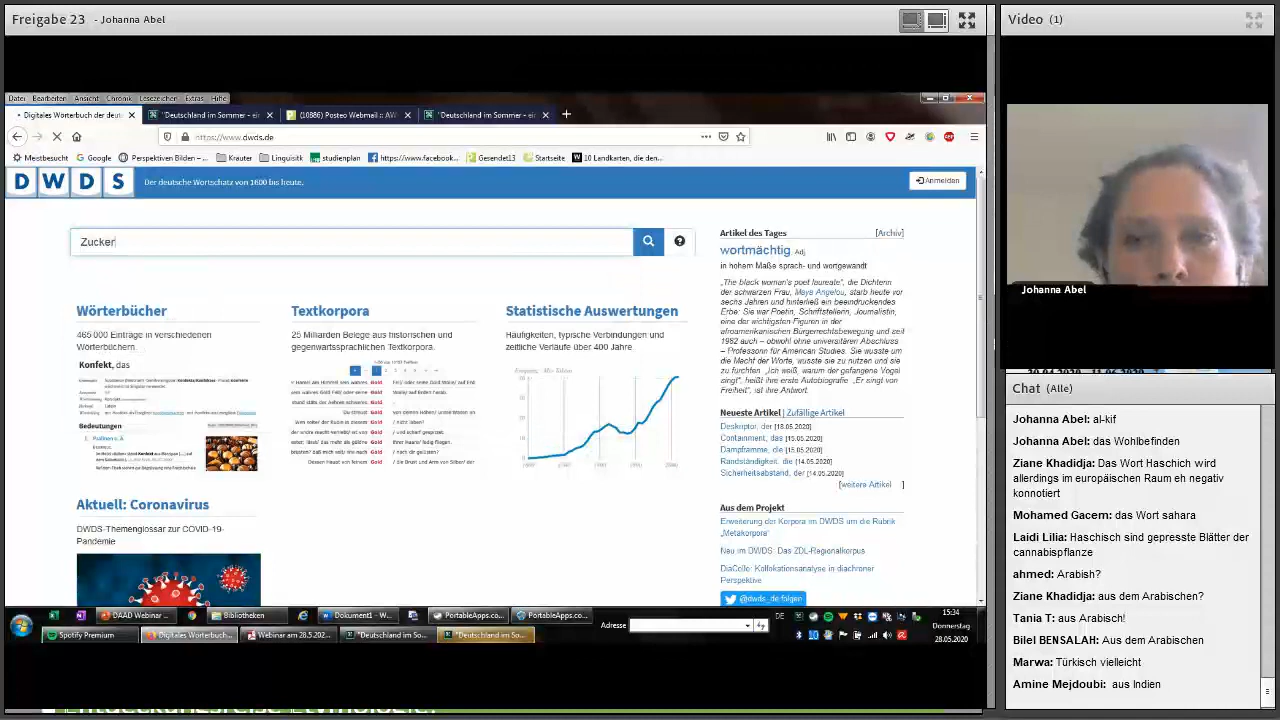 Freigabe 23 - Johanna Abel
Datei Bearbeiten Ansicht Chronik Lesezeichen Extras Hilfe
Digitales Wörterbuch der deut
"Deutschland im Sommer - ein
(10886) Posteo Webmail :: AW
"Deutschland im Sommer - ein
https://www.dwds.de
Meistbesucht Google Perspektiven Bilden – ... Krauter Linguisitk studienplan https://www.facebook... Gesendet13 Startseite 10 Landkarten, die den...
D W D S Der deutsche Wortschatz von 1600 bis heute.
Anmelden
Zucker
Wörterbücher
465 000 Einträge in verschiedenen
Wörterbüchern.
Konfekt, das
Bedeutungen
Textkorpora
25 Milliarden Belege aus historischen und
gegenwartssprachlichen Textkorpora.
Statistische Auswertungen
Häufigkeiten, typische Verbindungen und
zeitliche Verläufe über 400 Jahre.
Aktuell: Coronavirus
DWDS-Themenglossar zur COVID-19-
Pandemie
Artikel des Tages [Archiv]
wortmächtig, Adj.
in hohem Maße sprach- und wortgewandt
„The black woman's poet laureate", die Dichterin
der schwarzen Frau, Maya Angelou, starb heute vor
sechs Jahren und hinterließ ein beeindruckendes
Erbe: Sie war Poetin, Schriftstellerin, Journalistin,
eine der wichtigsten Figuren in der
afroamerikanischen Bürgerrechtsbewegung und seit
1982 auch – obwohl ohne universitären Abschluss
– Professorin für American Studies. Sie wusste um
die Macht der Worte, wusste sie zu nutzen und sie
zu fürchten. „Ich weiß, warum der gefangene Vogel
singt", heißt ihre erste Autobiografie „Er singt von
Freiheit", ist ihre Antwort.
Neueste Artikel | Zufällige Artikel
Deskriptor, der [18.05.2020]
Containment, das [15.05.2020]
Dampframme, die [15.05.2020]
Randständigkeit, die [14.05.2020]
Sicherheitsabstand, der [14.05.2020]
[weitere Artikel ]
Aus dem Projekt
Erweiterung der Korpora im DWDS um die Rubrik
„Metakorpora"
Neu im DWDS: Das ZDL-Regionalkorpus
DiaCollo: Kollokationsanalyse in diachroner
Perspektive
@dwds_de folgen
DAAD Webinar ... Bibliotheken Dokument1 - W... PortableApps.co... PortableApps.co...
Spotify Premium Digitales Wörterbuch... Webinar am 28.5.202... "Deutschland im So... "Deutschland im So...
Adresse
DE
15:34
Donnerstag
28.05.2020
Video (1)
Johanna Abel
Chat (Alle)
Johanna Abel: al-kif
Johanna Abel: das Wohlbefinden
Ziane Khadidja: Das Wort Haschich wird
allerdings im europäischen Raum eh negativ
konnotiert
Mohamed Gacem: das Wort sahara
Laidi Lilia: Haschisch sind gepresste Blätter der
cannabispflanze
ahmed: Arabish?
Ziane Khadidja: aus dem Arabischen?
Tania T: aus Arabisch!
Bilel BENSALAH: Aus dem Arabischen
Marwa: Türkisch vielleicht
Amine Mejdoubi: aus Indien